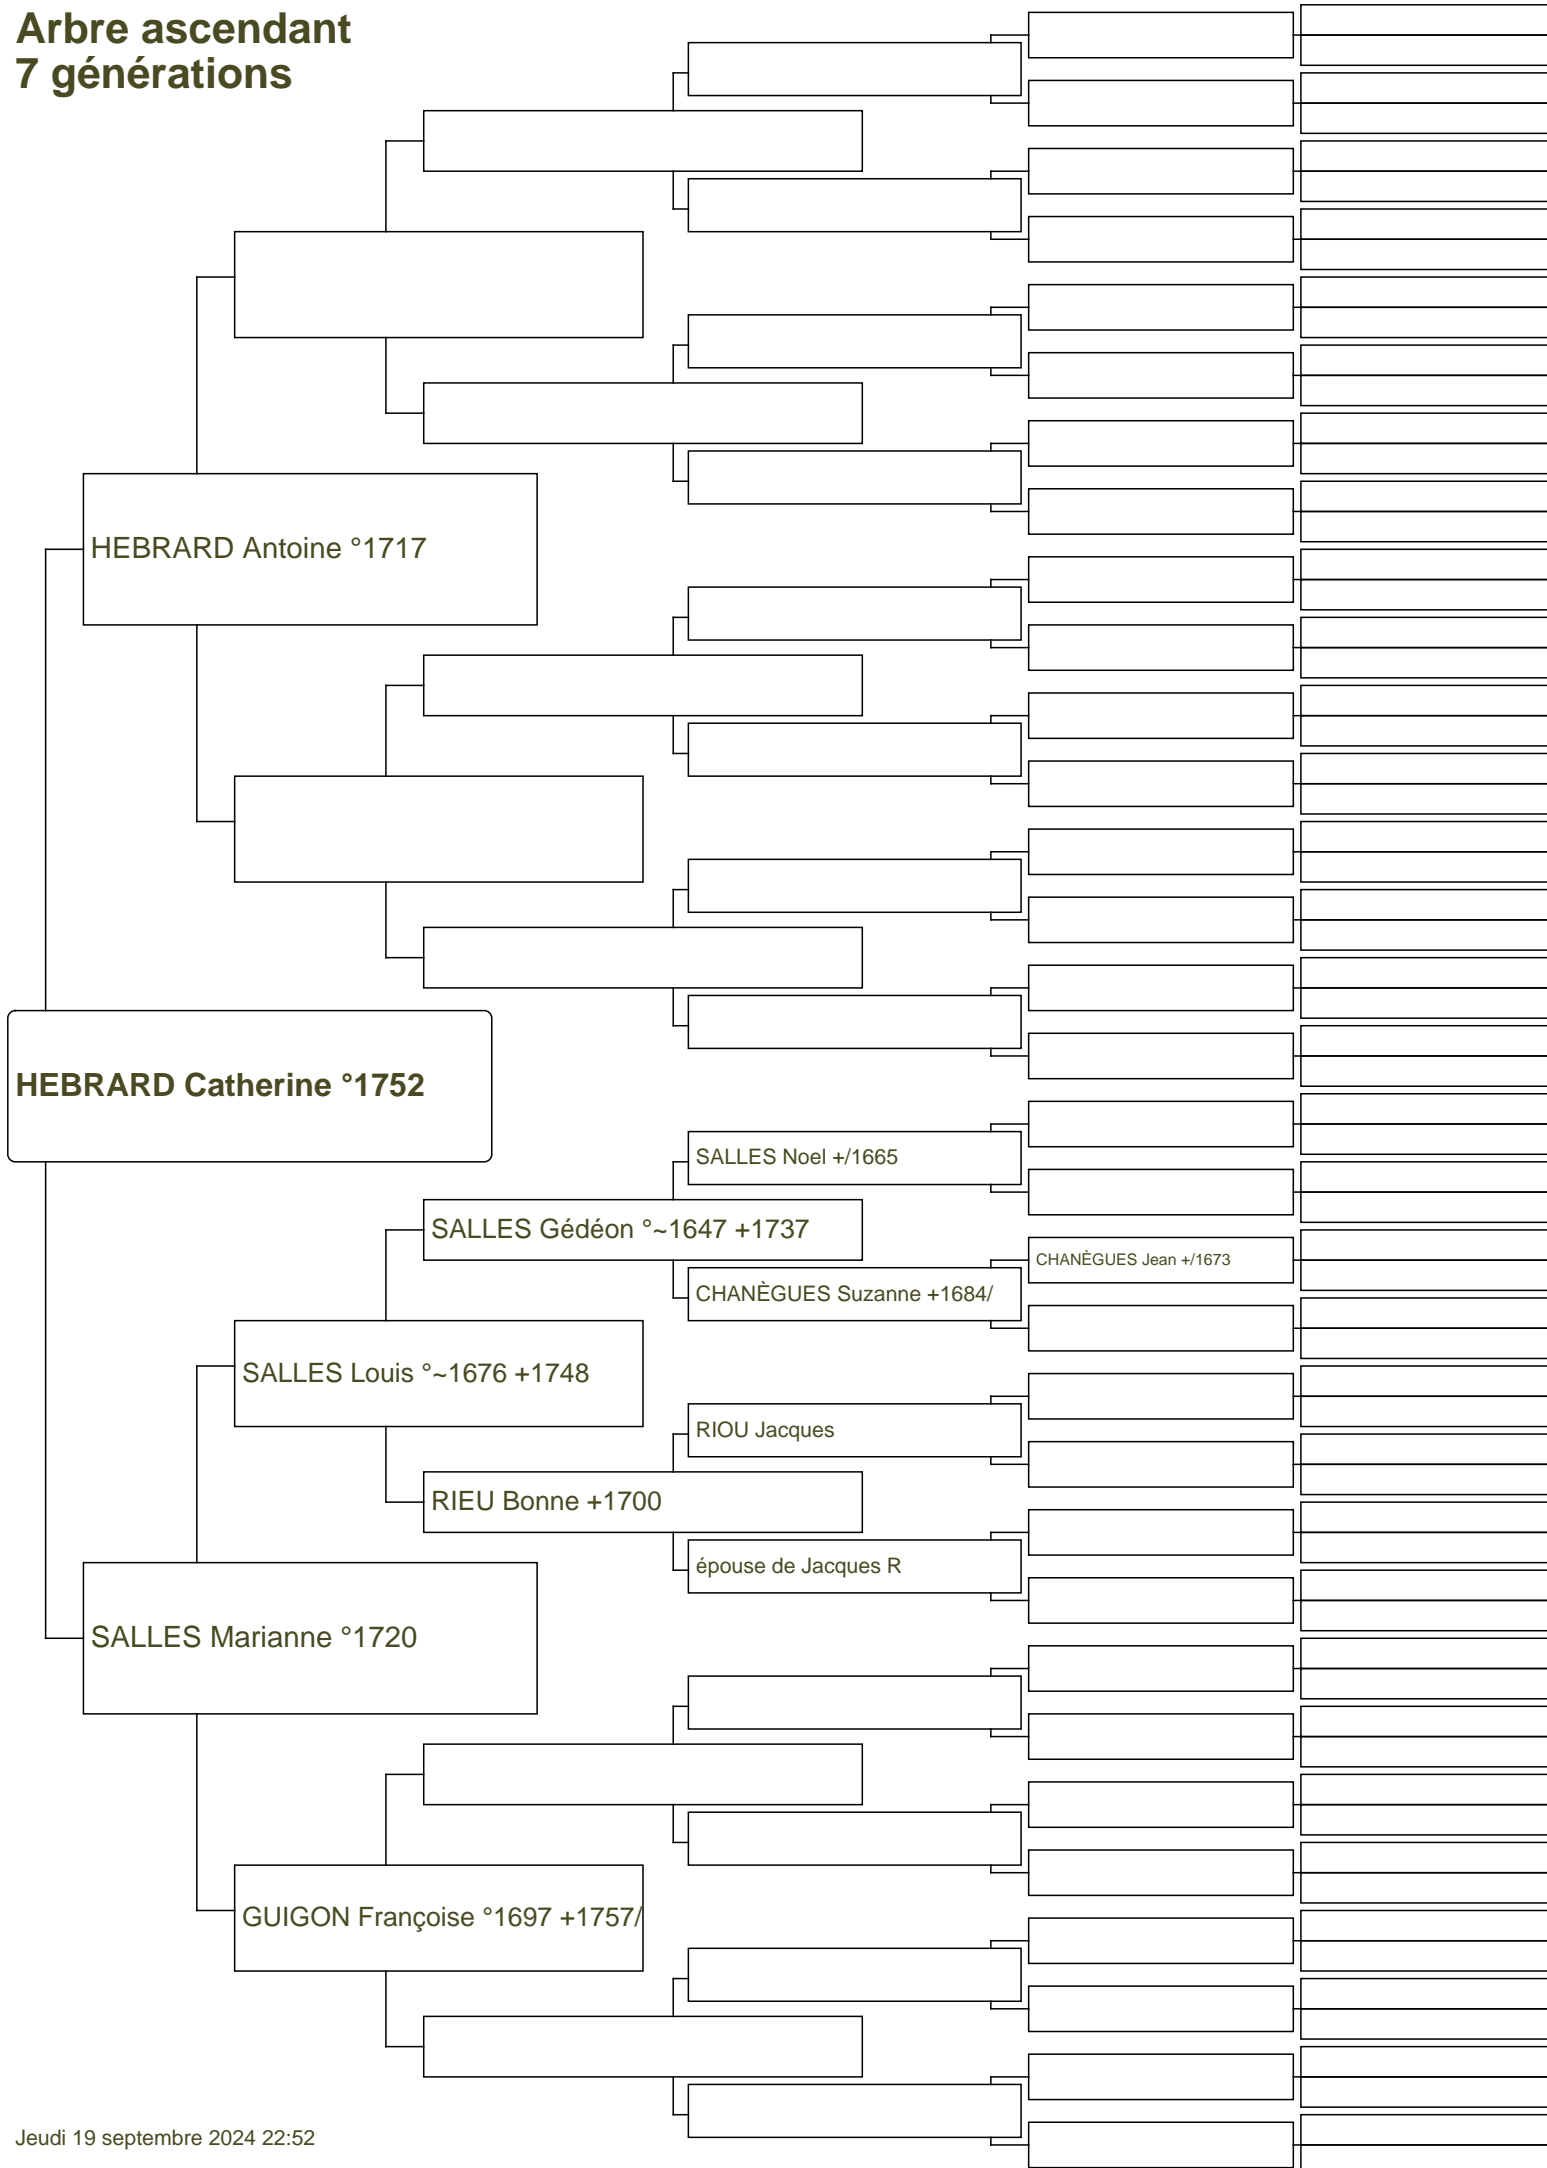 Arbre ascendant
7 générations
HEBRARD Antoine °1717
HEBRARD Catherine °1752
SALLES Noel +/1665
SALLES Gédéon °~1647 +1737
CHANÈGUES Jean +/1673
CHANÈGUES Suzanne +1684/
SALLES Louis °~1676 +1748
RIOU Jacques
RIEU Bonne +1700
épouse de Jacques R
SALLES Marianne °1720
GUIGON Françoise °1697 +1757/
Jeudi 19 septembre 2024 22:52